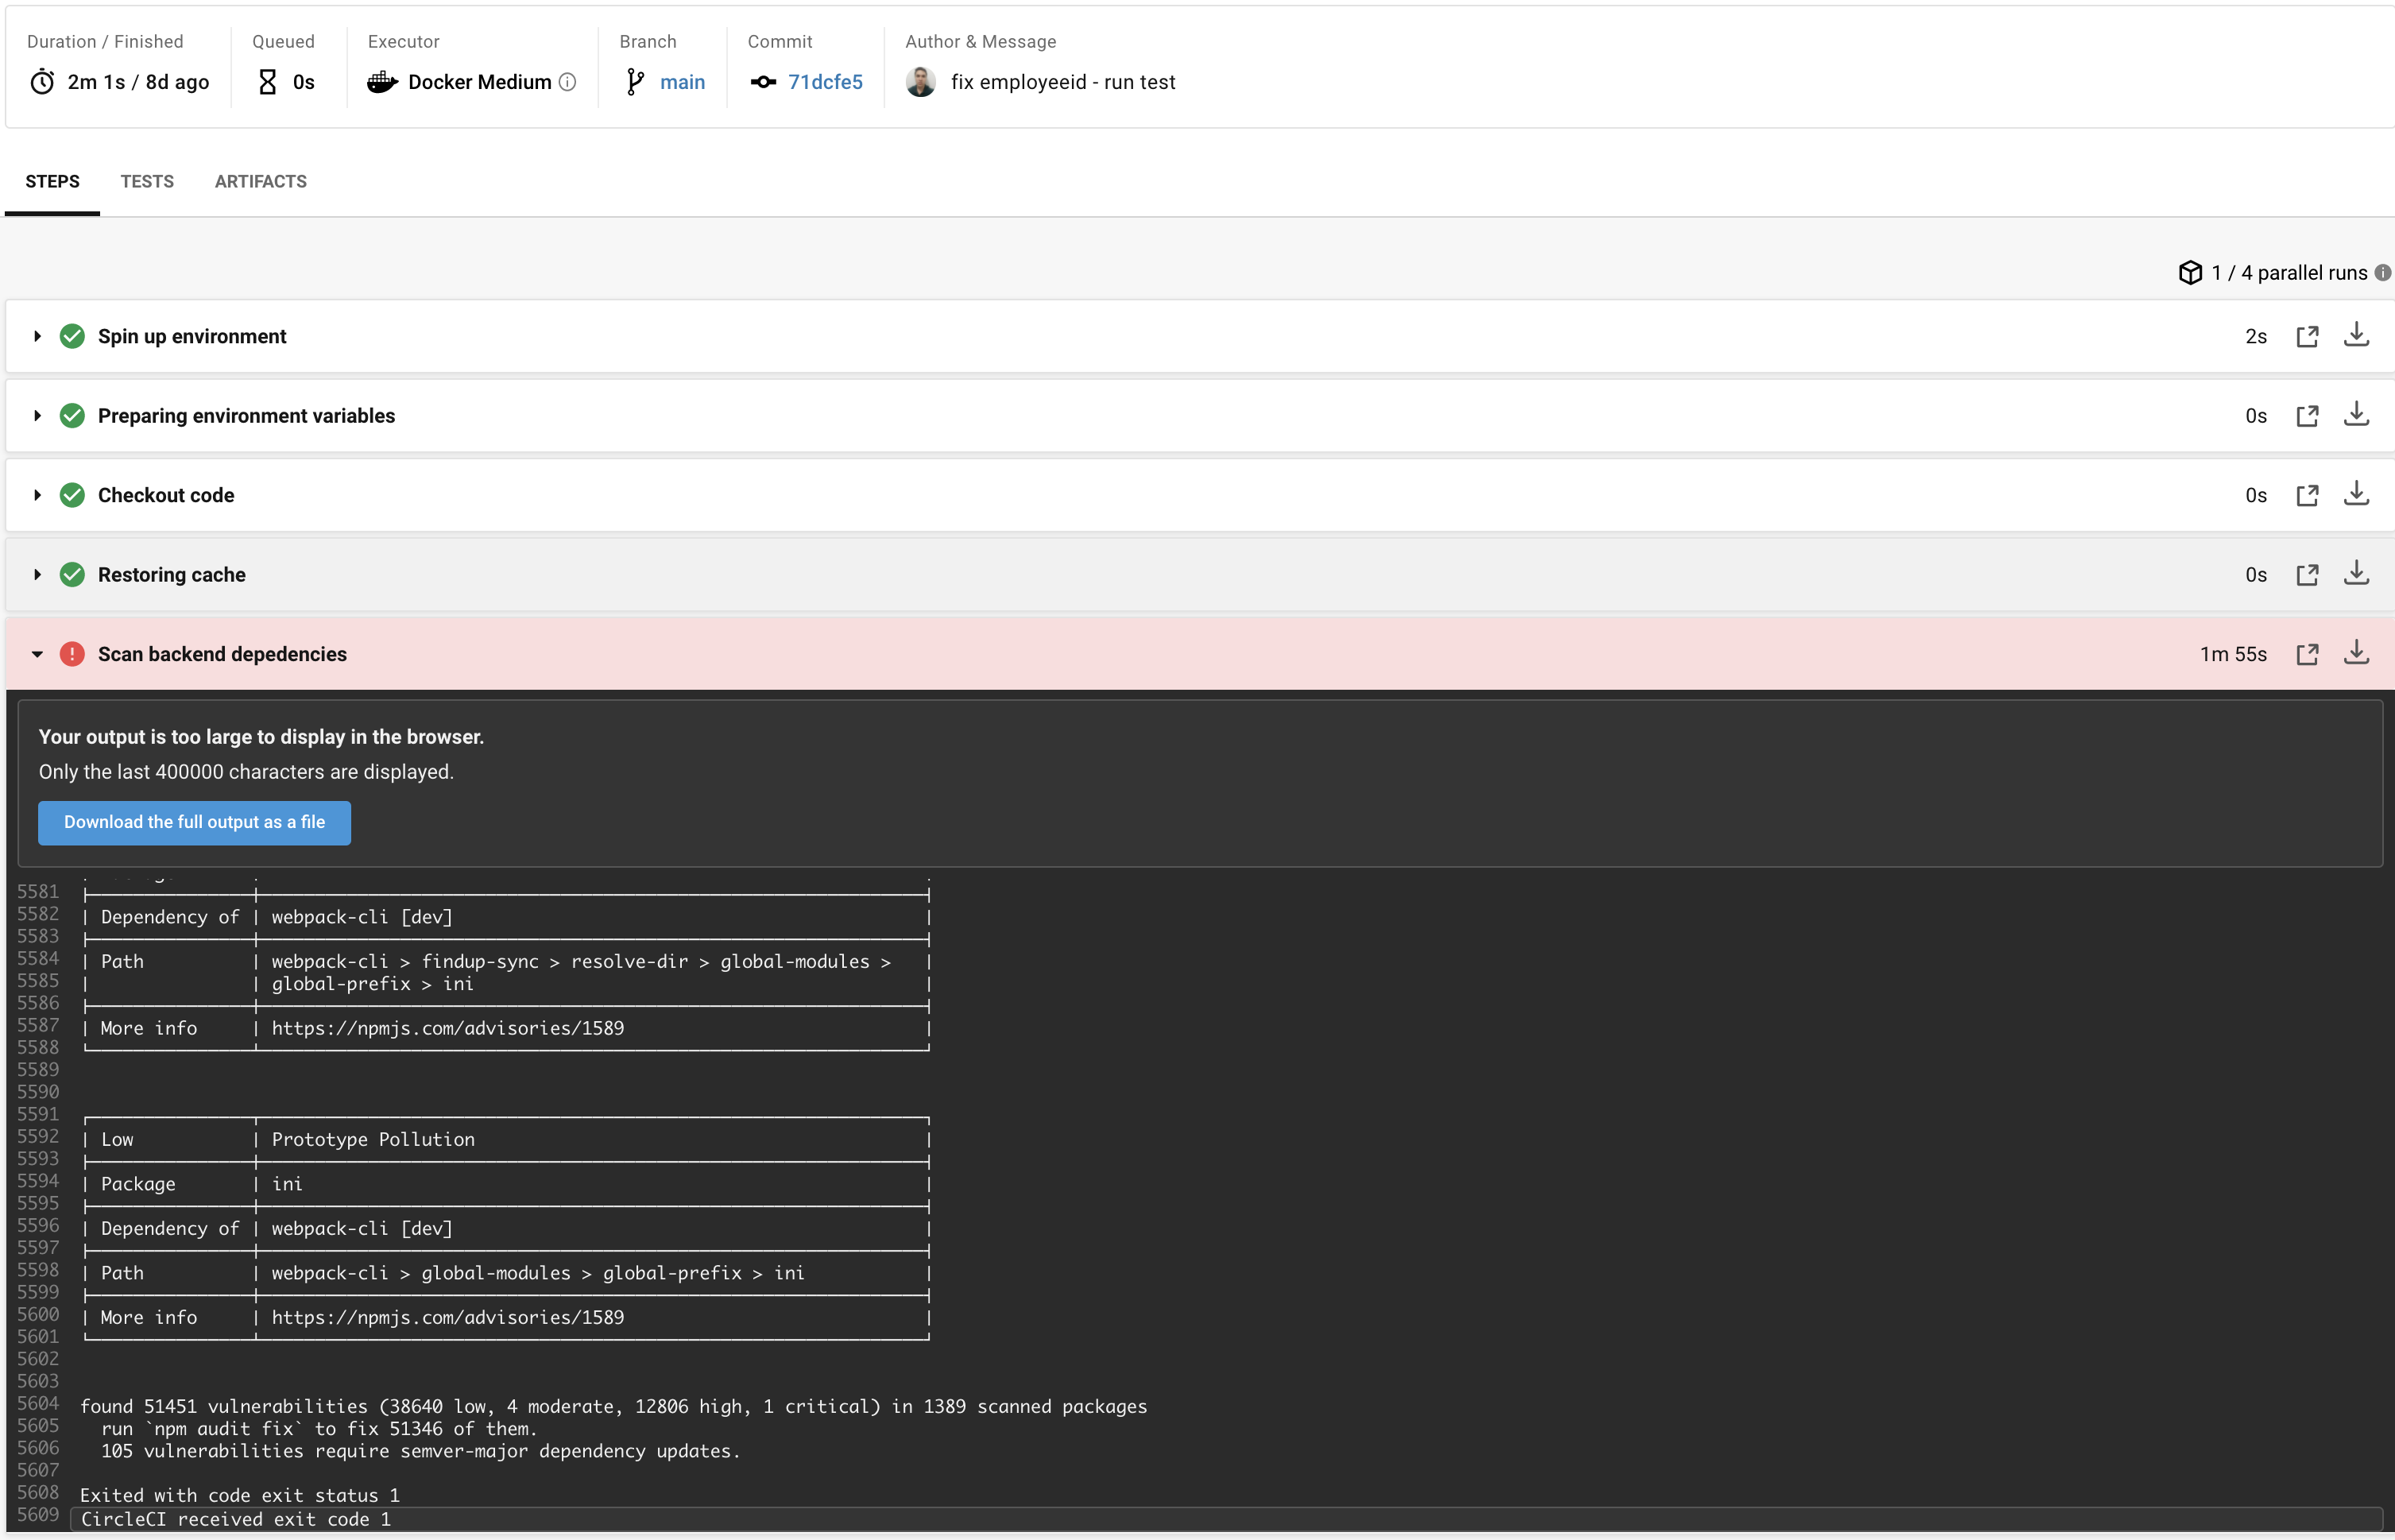 Duration / Finished
2m 1s / 8d ago
Queued
0s
Executor
Docker Medium
Branch
main
Commit
71dcfe5
Author & Message
fix employeeid - run test
STEPS
TESTS
ARTIFACTS
1 / 4 parallel runs
Spin up environment
2s
Preparing environment variables
0s
Checkout code
0s
Restoring cache
0s
Scan backend depedencies
1m 55s
Your output is too large to display in the browser.
Only the last 400000 characters are displayed.
Download the full output as a file
5581
5582 | Dependency of | webpack-cli [dev] |
5583
5584 | Path | webpack-cli > findup-sync > resolve-dir > global-modules > |
5585 | | global-prefix > ini |
5586
5587 | More info | https://npmjs.com/advisories/1589 |
5588
5589
5590
5591
5592 | Low | Prototype Pollution |
5593
5594 | Package | ini |
5595
5596 | Dependency of | webpack-cli [dev] |
5597
5598 | Path | webpack-cli > global-modules > global-prefix > ini |
5599
5600 | More info | https://npmjs.com/advisories/1589 |
5601
5602
5603
5604 found 51451 vulnerabilities (38640 low, 4 moderate, 12806 high, 1 critical) in 1389 scanned packages
5605 run `npm audit fix` to fix 51346 of them.
5606 105 vulnerabilities require semver-major dependency updates.
5607
5608 Exited with code exit status 1
5609 CircleCI received exit code 1